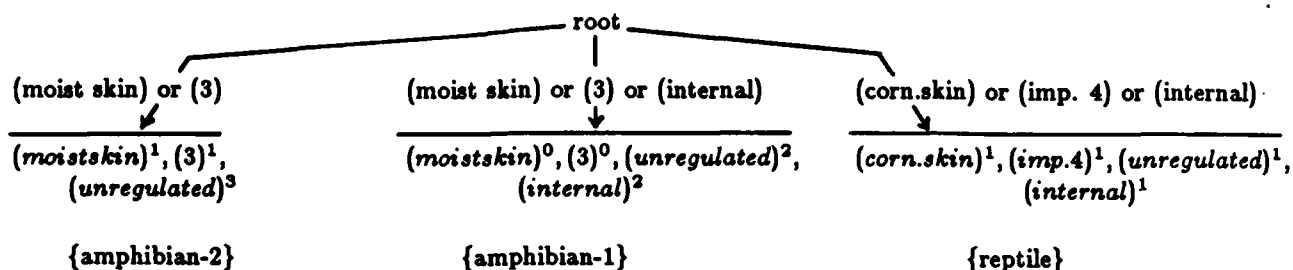 root
(moist skin) or (3) (moist skin) or (3) or (internal) (corn.skin) or (imp. 4) or (internal)
(moistskin)¹, (3)¹, (moistskin)⁰, (3)⁰, (unregulated)², (corn.skin)¹, (imp.4)¹, (unregulated)¹,
(unregulated)³ (internal)² (internal)¹
{amphibian-2} {amphibian-1} {reptile}